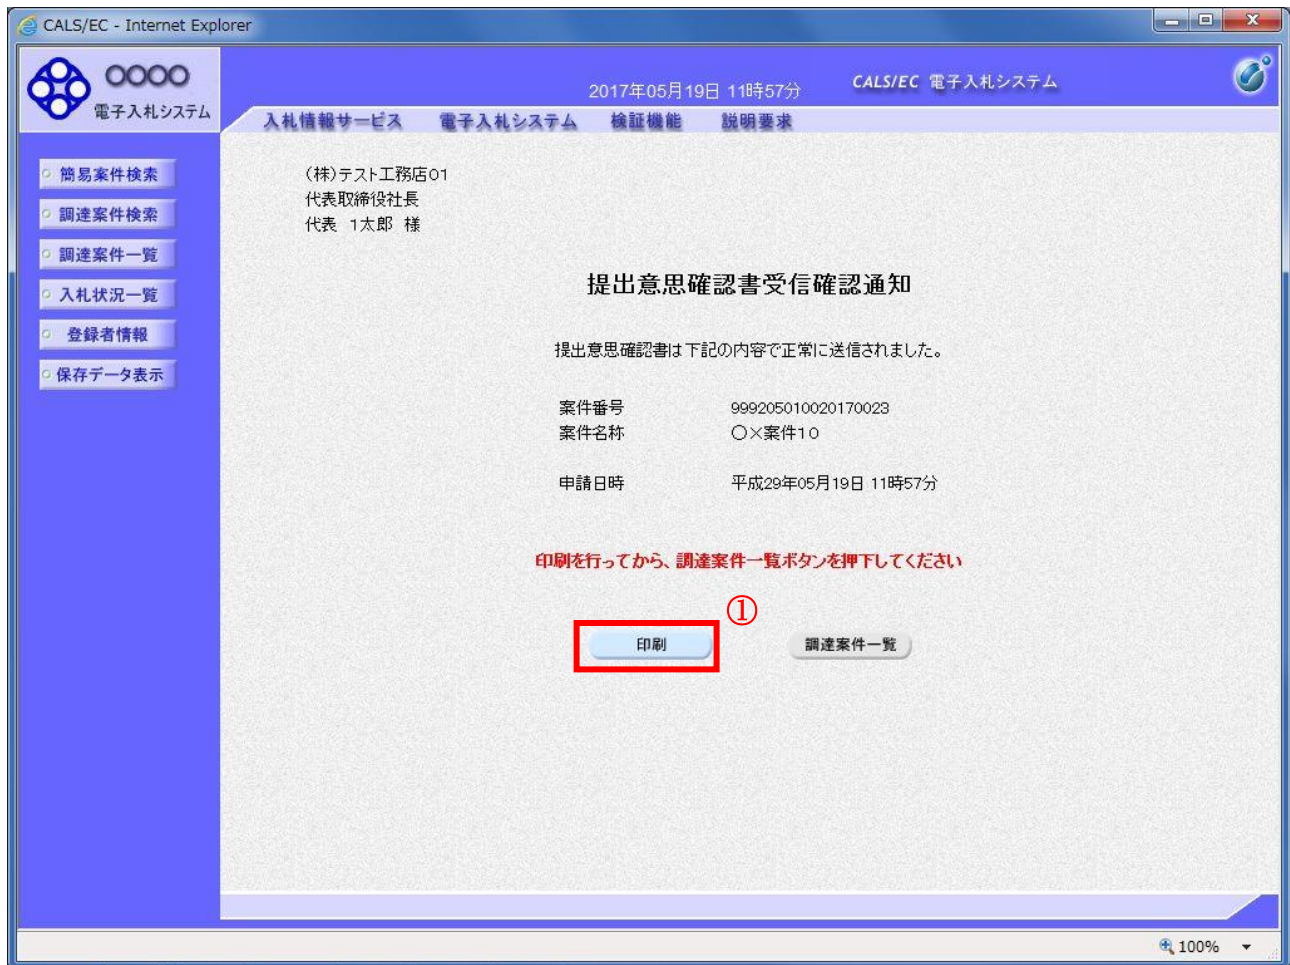 CALS/EC - Internet Explorer
○○○○
電子入札システム
2017年05月19日 11時57分
CALS/EC 電子入札システム
入札情報サービス 電子入札システム 検証機能 説明要求
簡易案件検索
調達案件検索
調達案件一覧
入札状況一覧
登録者情報
保存データ表示
(株)テスト工務店01
代表取締役社長
代表 1太郎 様
提出意思確認書受信確認通知
提出意思確認書は下記の内容で正常に送信されました。
案件番号 999205010020170023
案件名称 ○×案件10
申請日時 平成29年05月19日 11時57分
印刷を行ってから、調達案件一覧ボタンを押下してください
①
印刷 調達案件一覧
100%